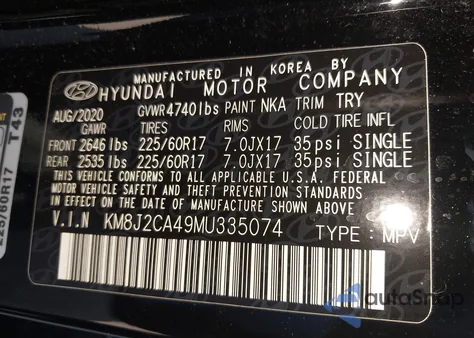 MANUFACTURED IN KOREA BY
HYUNDAI MOTOR COMPANY
AUG/2020 GVWR 4740lbs PAINT NKA TRIM TRY
GAWR TIRES RIMS COLD TIRE INFL
FRONT 2646 lbs 225/60R17 7.0JX17 35psi SINGLE
REAR 2535 lbs 225/60R17 7.0JX17 35psi SINGLE
THIS VEHICLE CONFORMS TO ALL APPLICABLE U.S.A. FEDERAL
MOTOR VEHICLE SAFETY AND THEFT PREVENTION STANDARDS
IN EFFECT ON THE DATE OF MANUFACTURE SHOWN ABOVE
V.I.N KM8J2CA49MU335074 TYPE: MPV
225/60R17 T43
autoSnap